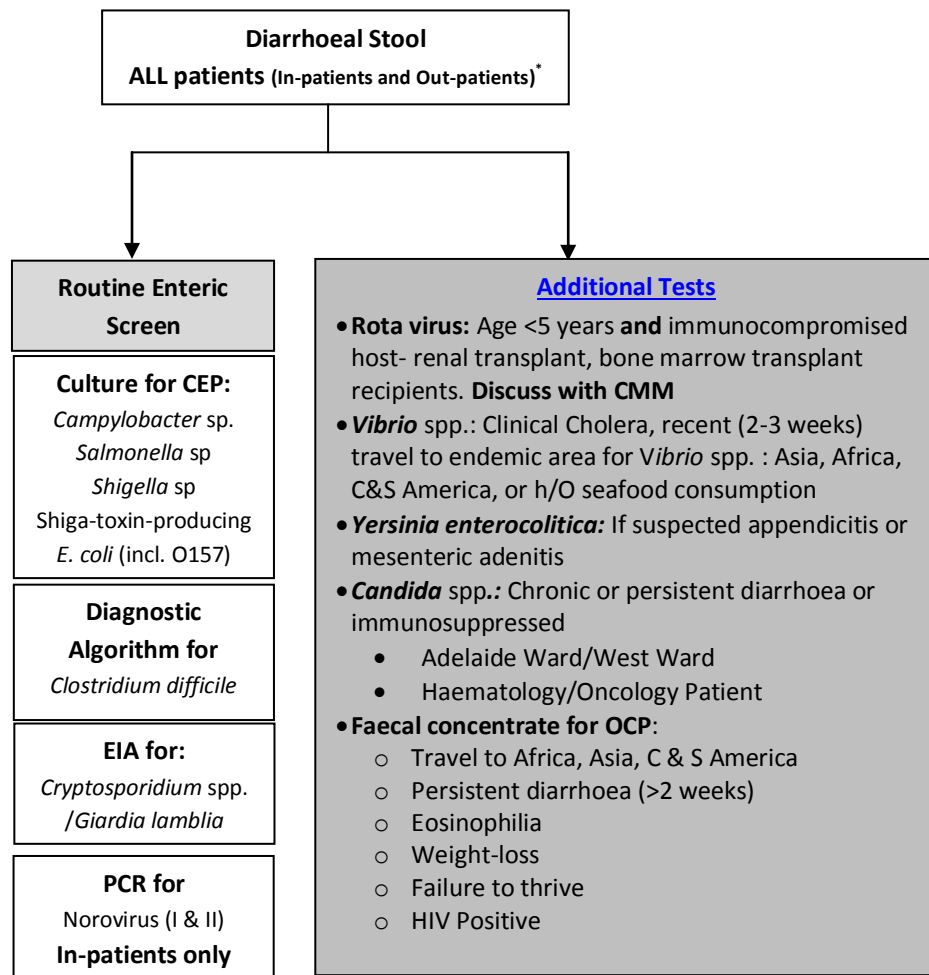 Diarrhoeal Stool
ALL patients (In-patients and Out-patients)*
Routine Enteric
Screen
Culture for CEP:
Campylobacter sp.
Salmonella sp
Shigella sp
Shiga-toxin-producing
E. coli (incl. O157)
Diagnostic
Algorithm for
Clostridium difficile
EIA for:
Cryptosporidium spp.
/Giardia lamblia
PCR for
Norovirus (I & II)
In-patients only
Additional Tests
• Rota virus: Age <5 years and immunocompromised
host- renal transplant, bone marrow transplant
recipients. Discuss with CMM
• Vibrio spp.: Clinical Cholera, recent (2-3 weeks)
travel to endemic area for Vibrio spp. : Asia, Africa,
C&S America, or h/O seafood consumption
• Yersinia enterocolitica: If suspected appendicitis or
mesenteric adenitis
• Candida spp.: Chronic or persistent diarrhoea or
immunosuppressed
• Adelaide Ward/West Ward
• Haematology/Oncology Patient
• Faecal concentrate for OCP:
o Travel to Africa, Asia, C & S America
o Persistent diarrhoea (>2 weeks)
o Eosinophilia
o Weight-loss
o Failure to thrive
o HIV Positive